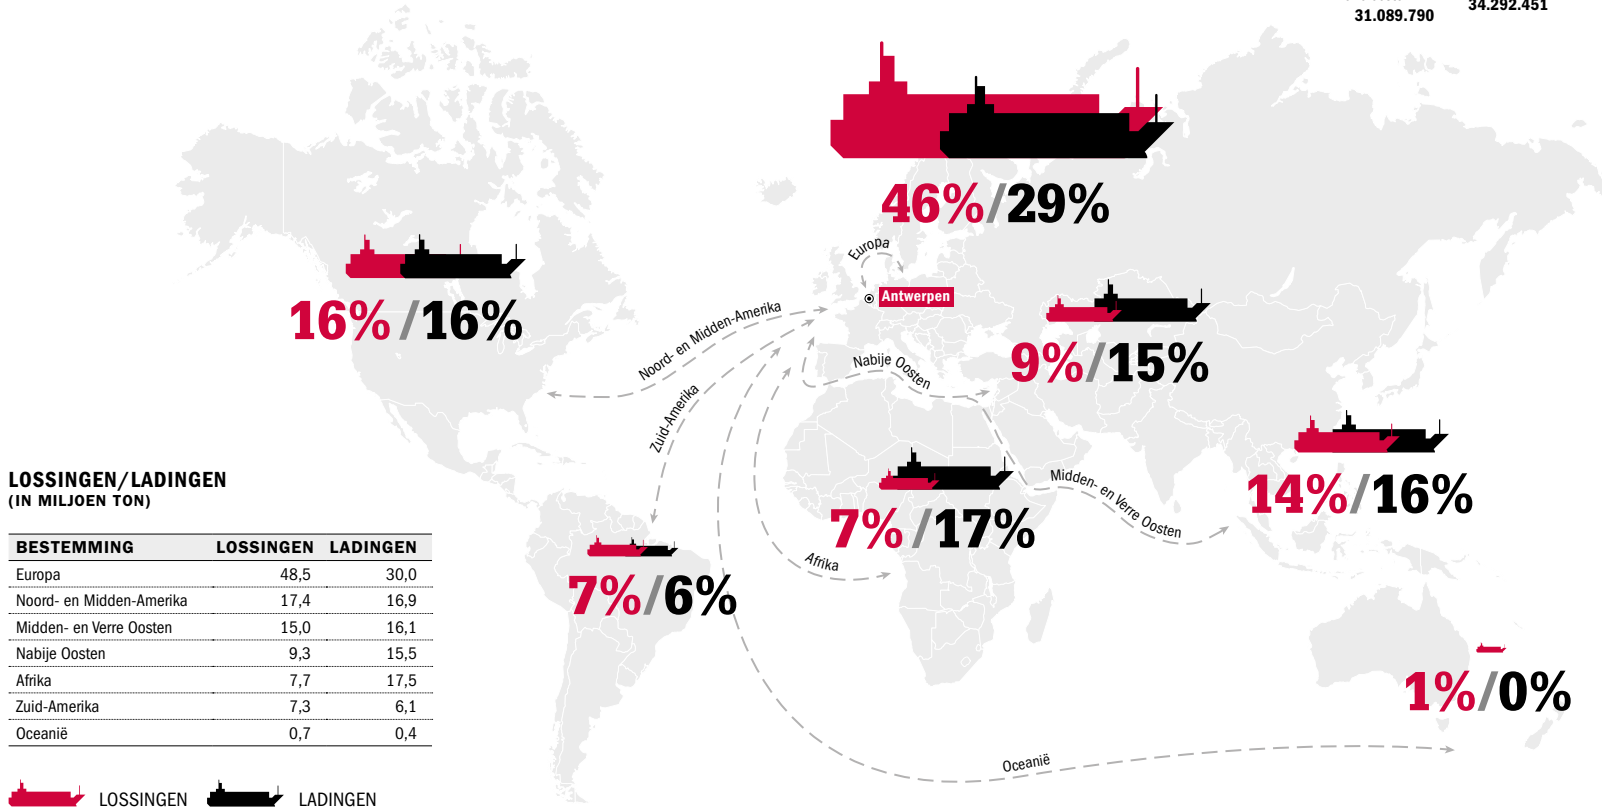 31.089.790
34.292.451
46%/29%
Europa
Antwerpen
16%/16%
Noord- en Midden-Amerika
Zuid-Amerika
Nabije Oosten
9%/15%
Midden- en Verre Oosten
14%/16%
7%/17%
Afrika
7%/6%
1%/0%
Oceanië
LOSSINGEN/LADINGEN
(IN MILJOEN TON)
BESTEMMING LOSSINGEN LADINGEN
Europa 48,5 30,0
Noord- en Midden-Amerika 17,4 16,9
Midden- en Verre Oosten 15,0 16,1
Nabije Oosten 9,3 15,5
Afrika 7,7 17,5
Zuid-Amerika 7,3 6,1
Oceanië 0,7 0,4
LOSSINGEN LADINGEN